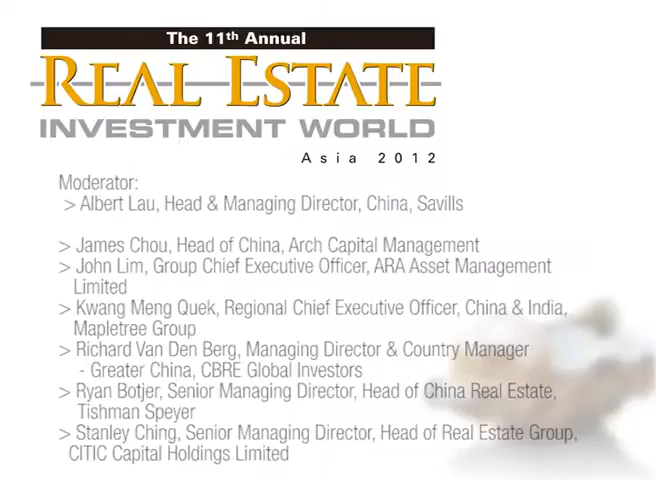 The 11th Annual
REAL ESTATE
INVESTMENT WORLD
Asia 2012
Moderator:
> Albert Lau, Head & Managing Director, China, Savills
> James Chou, Head of China, Arch Capital Management
> John Lim, Group Chief Executive Officer, ARA Asset Management
Limited
> Kwang Meng Quek, Regional Chief Executive Officer, China & India,
Mapletree Group
> Richard Van Den Berg, Managing Director & Country Manager
- Greater China, CBRE Global Investors
> Ryan Botjer, Senior Managing Director, Head of China Real Estate,
Tishman Speyer
> Stanley Ching, Senior Managing Director, Head of Real Estate Group,
CITIC Capital Holdings Limited